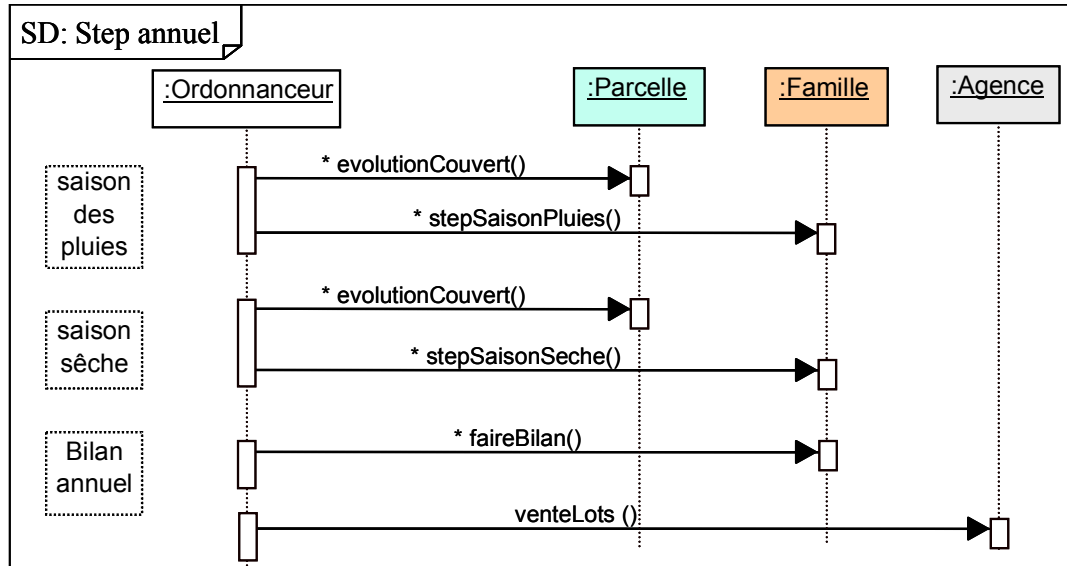 SD: Step annuel
:Ordonnanceur
:Parcelle
:Famille
:Agence
saison
des
pluies
* evolutionCouvert()
* stepSaisonPluies()
saison
sêche
* evolutionCouvert()
* stepSaisonSeche()
Bilan
annuel
* faireBilan()
venteLots ()